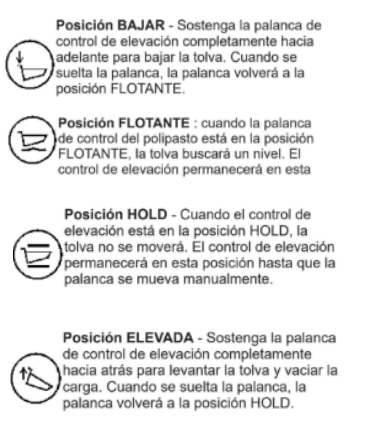 Posición BAJAR - Sostenga la palanca de
control de elevación completamente hacia
adelante para bajar la tolva. Cuando se
suelta la palanca, la palanca volverá a la
posición FLOTANTE.
Posición FLOTANTE : cuando la palanca
de control del polipasto está en la posición
FLOTANTE, la tolva buscará un nivel. El
control de elevación permanecerá en esta
Posición HOLD - Cuando el control de
elevación está en la posición HOLD, la
tolva no se moverá. El control de elevación
permanecerá en esta posición hasta que la
palanca se mueva manualmente.
Posición ELEVADA - Sostenga la palanca
de control de elevación completamente
hacia atrás para levantar la tolva y vaciar la
carga. Cuando se suelta la palanca, la
palanca volverá a la posición HOLD.